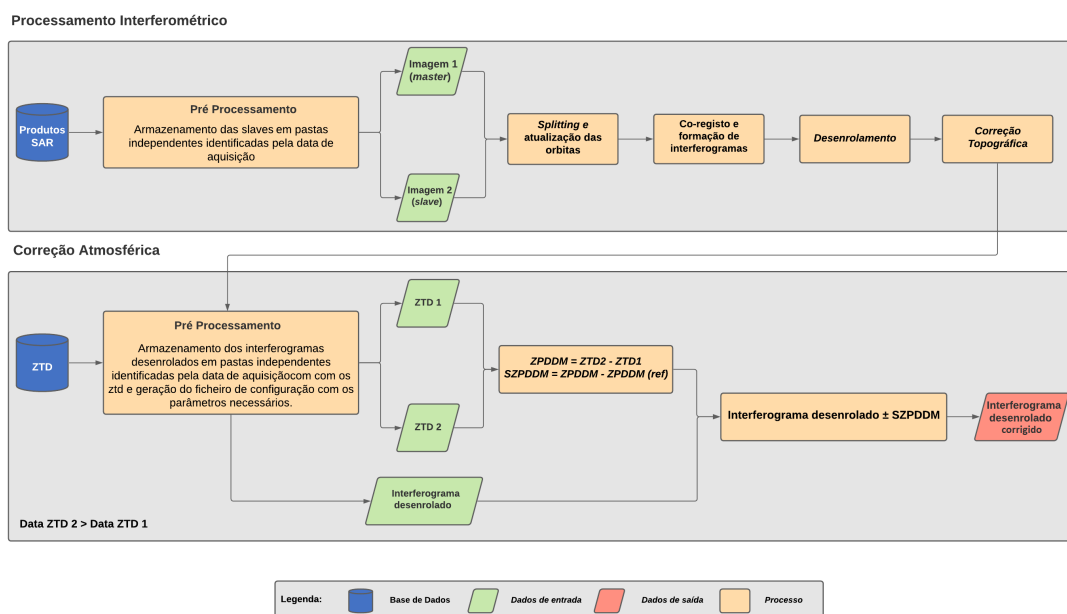 Processamento Interferométrico
Produtos
SAR
Pré Processamento
Armazenamento das slaves em pastas
independentes identificadas pela data de
aquisição
Imagem 1
(master)
Imagem 2
(slave)
Splitting e
atualização das
orbitas
Co-registo e
formação de
interferogramas
Desenrolamento
Correção
Topográfica
Correção Atmosférica
ZTD
Pré Processamento
Armazenamento dos interferogramas
desenrolados em pastas independentes
identificadas pela data de aquisiçãocom com os
ztd e geração do ficheiro de configuração com os
parâmetros necessários.
ZTD 1
ZTD 2
Interferograma
desenrolado
ZPDDM = ZTD2 - ZTD1
SZPDDM = ZPDDM - ZPDDM (ref)
Interferograma desenrolado ± SZPDDM
Interferograma
desenrolado
corrigido
Data ZTD 2 > Data ZTD 1
Legenda:
Base de Dados
Dados de entrada
Dados de saída
Processo